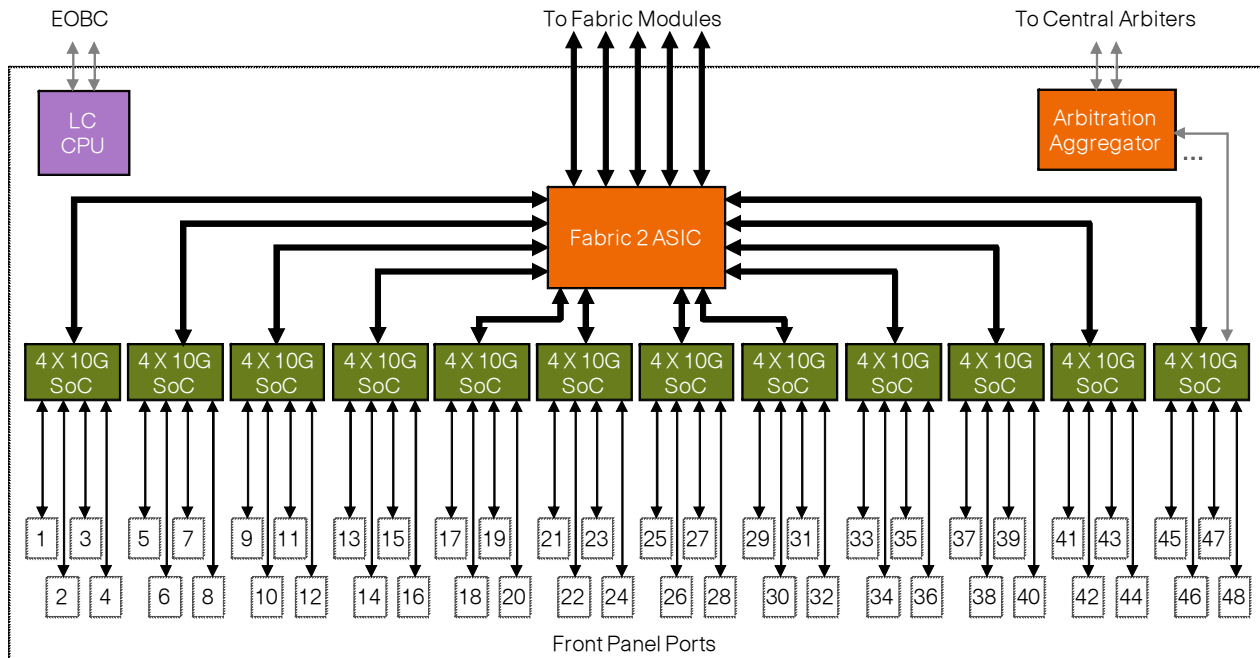 EOBC
To Fabric Modules
To Central Arbiters
LC
CPU
Arbitration
Aggregator
...
Fabric 2 ASIC
4 X 10G
SoC
4 X 10G
SoC
4 X 10G
SoC
4 X 10G
SoC
4 X 10G
SoC
4 X 10G
SoC
4 X 10G
SoC
4 X 10G
SoC
4 X 10G
SoC
4 X 10G
SoC
4 X 10G
SoC
4 X 10G
SoC
1 3 5 7 9 11 13 15 17 19 21 23 25 27 29 31 33 35 37 39 41 43 45 47
2 4 6 8 10 12 14 16 18 20 22 24 26 28 30 32 34 36 38 40 42 44 46 48
Front Panel Ports